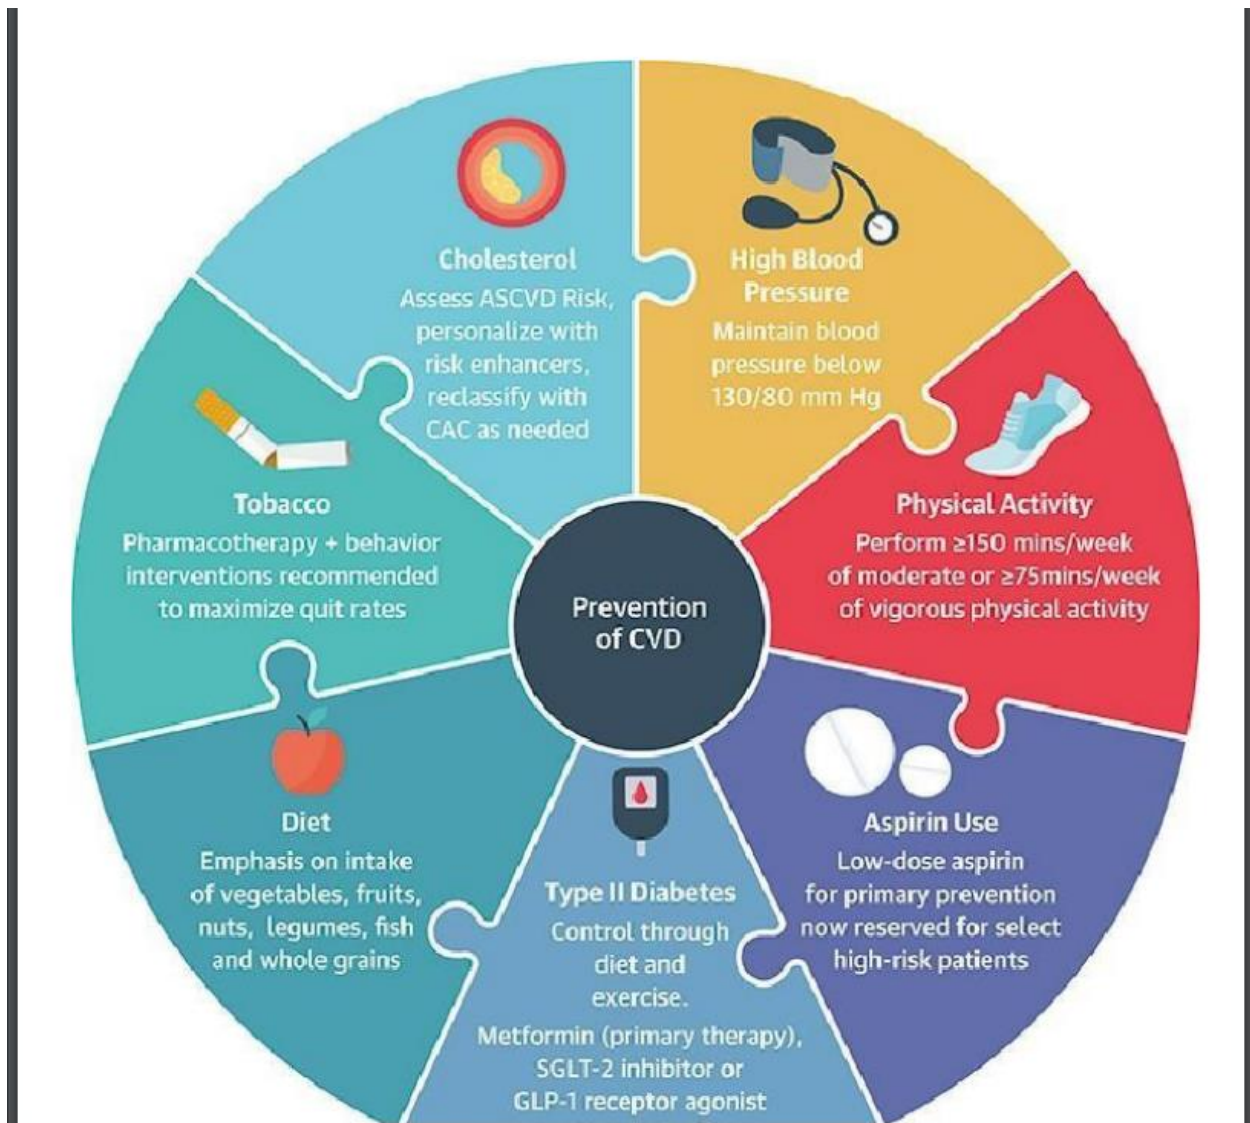 Cholesterol
Assess ASCVD Risk,
personalize with
risk enhancers,
reclassify with
CAC as needed
High Blood
Pressure
Maintain blood
pressure below
130/80 mm Hg
Physical Activity
Perform ≥150 mins/week
of moderate or ≥75mins/week
of vigorous physical activity
Aspirin Use
Low-dose aspirin
for primary prevention
now reserved for select
high-risk patients
Type II Diabetes
Control through
diet and
exercise.
Metformin (primary therapy),
SGLT-2 inhibitor or
GLP-1 receptor agonist
Diet
Emphasis on intake
of vegetables, fruits,
nuts, legumes, fish
and whole grains
Tobacco
Pharmacotherapy + behavior
interventions recommended
to maximize quit rates
Prevention
of CVD